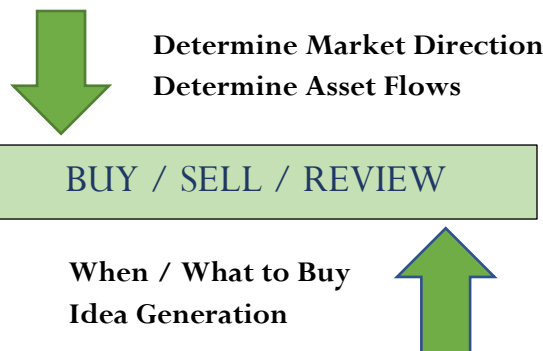 Determine Market Direction
Determine Asset Flows
BUY / SELL / REVIEW
When / What to Buy
Idea Generation